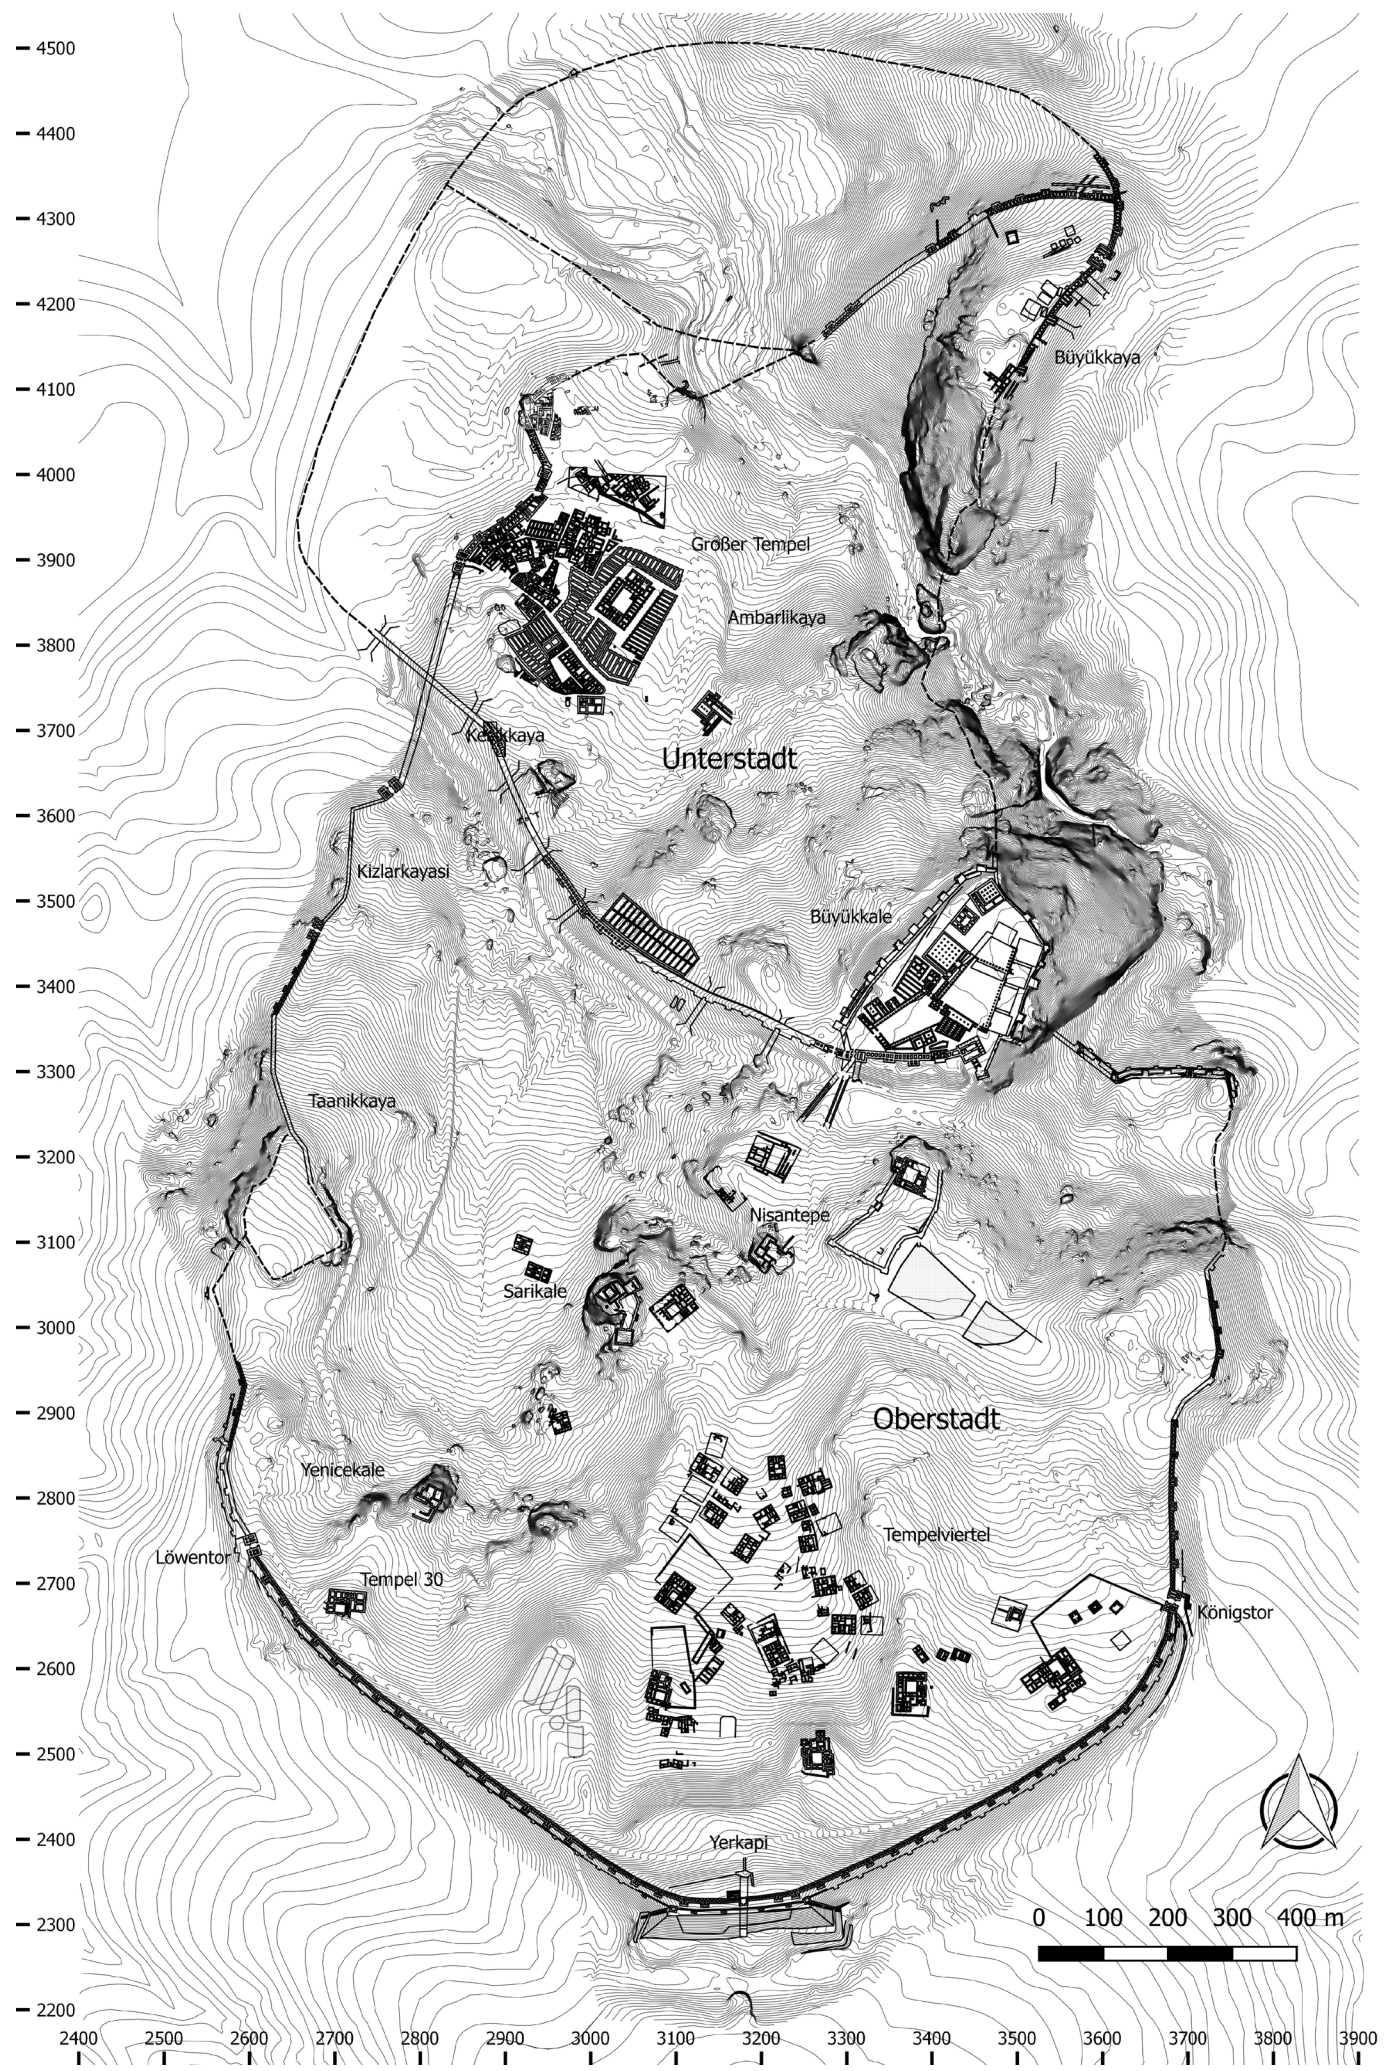 4500
4400
4300
4200
Büyükkaya
4100
4000
Großer Tempel
3900
Ambarlikaya
3800
3700
Kesikkaya
Unterstadt
3600
Kizlarkayasi
3500
Büyükkale
3400
3300
Taanikkaya
3200
Nisantepe
3100
Sarikale
3000
2900
Oberstadt
Yenicekale
2800
Tempelviertel
Löwentor
2700
Tempel 30
Königstor
2600
2500
2400
Yerkapi
2300
0 100 200 300 400 m
2200
2400 2500 2600 2700 2800 2900 3000 3100 3200 3300 3400 3500 3600 3700 3800 3900